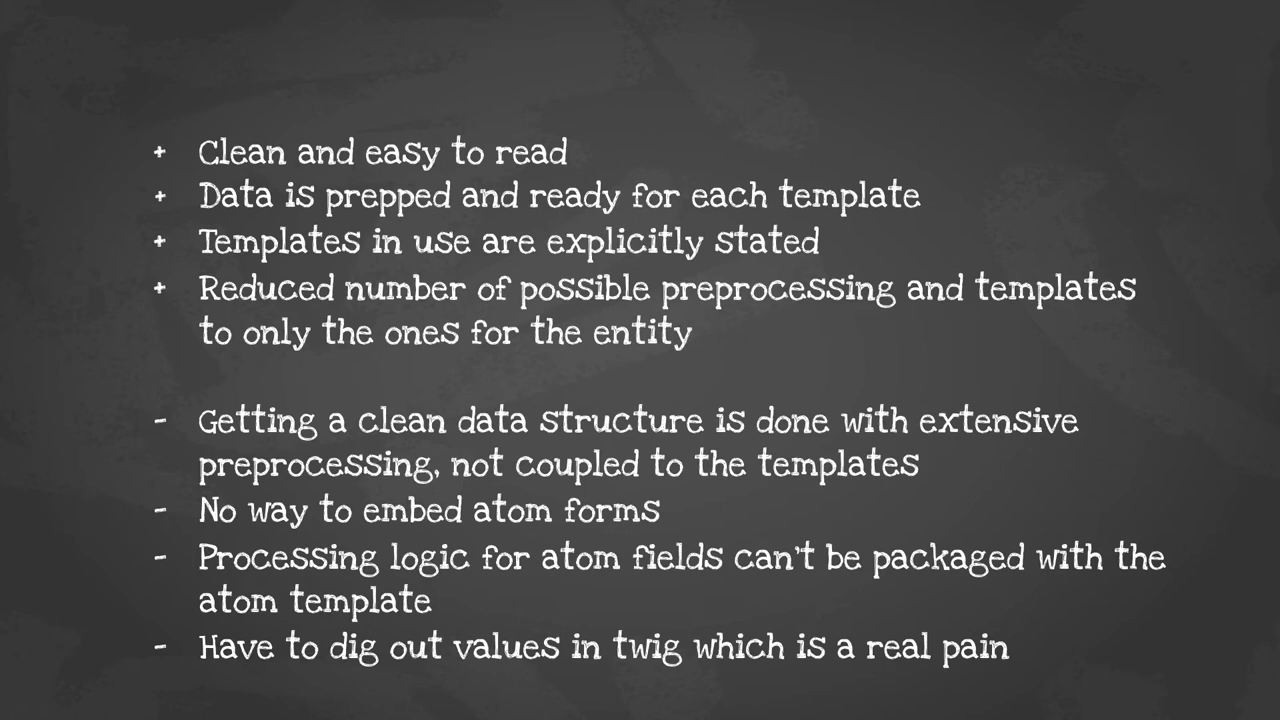 + Clean and easy to read
+ Data is prepped and ready for each template
+ Templates in use are explicitly stated
+ Reduced number of possible preprocessing and templates
to only the ones for the entity
- Getting a clean data structure is done with extensive
preprocessing, not coupled to the templates
- No way to embed atom forms
- Processing logic for atom fields can't be packaged with the
atom template
- Have to dig out values in twig which is a real pain